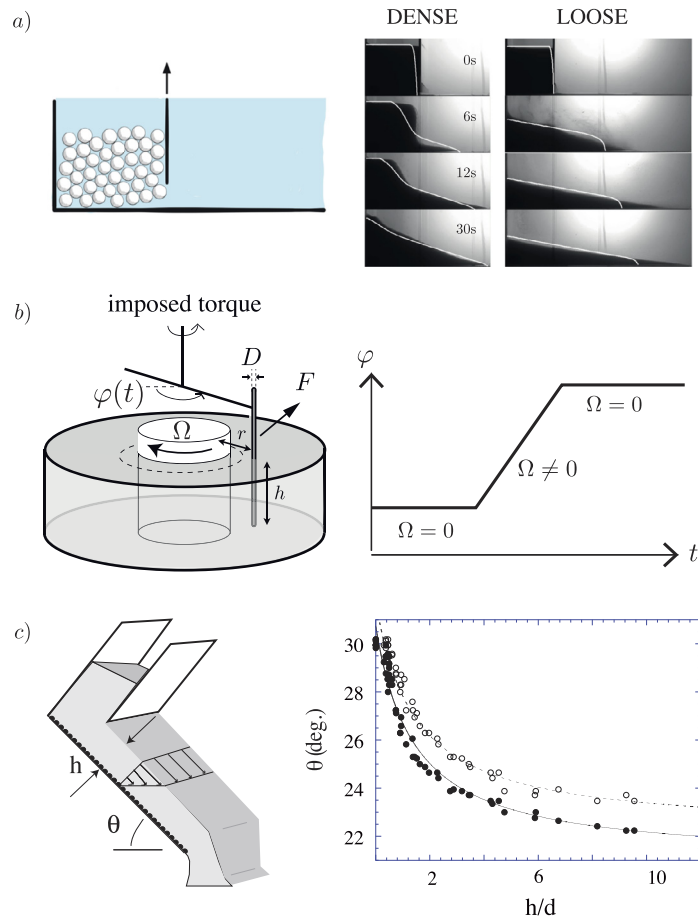 a)
DENSE
LOOSE
0s
6s
12s
30s
b)
imposed torque
D
F
φ(t)
Ω
r
h
φ
Ω = 0
Ω ≠ 0
Ω = 0
t
c)
h
θ
θ (deg.)
30
28
26
24
22
2
6
10
h/d